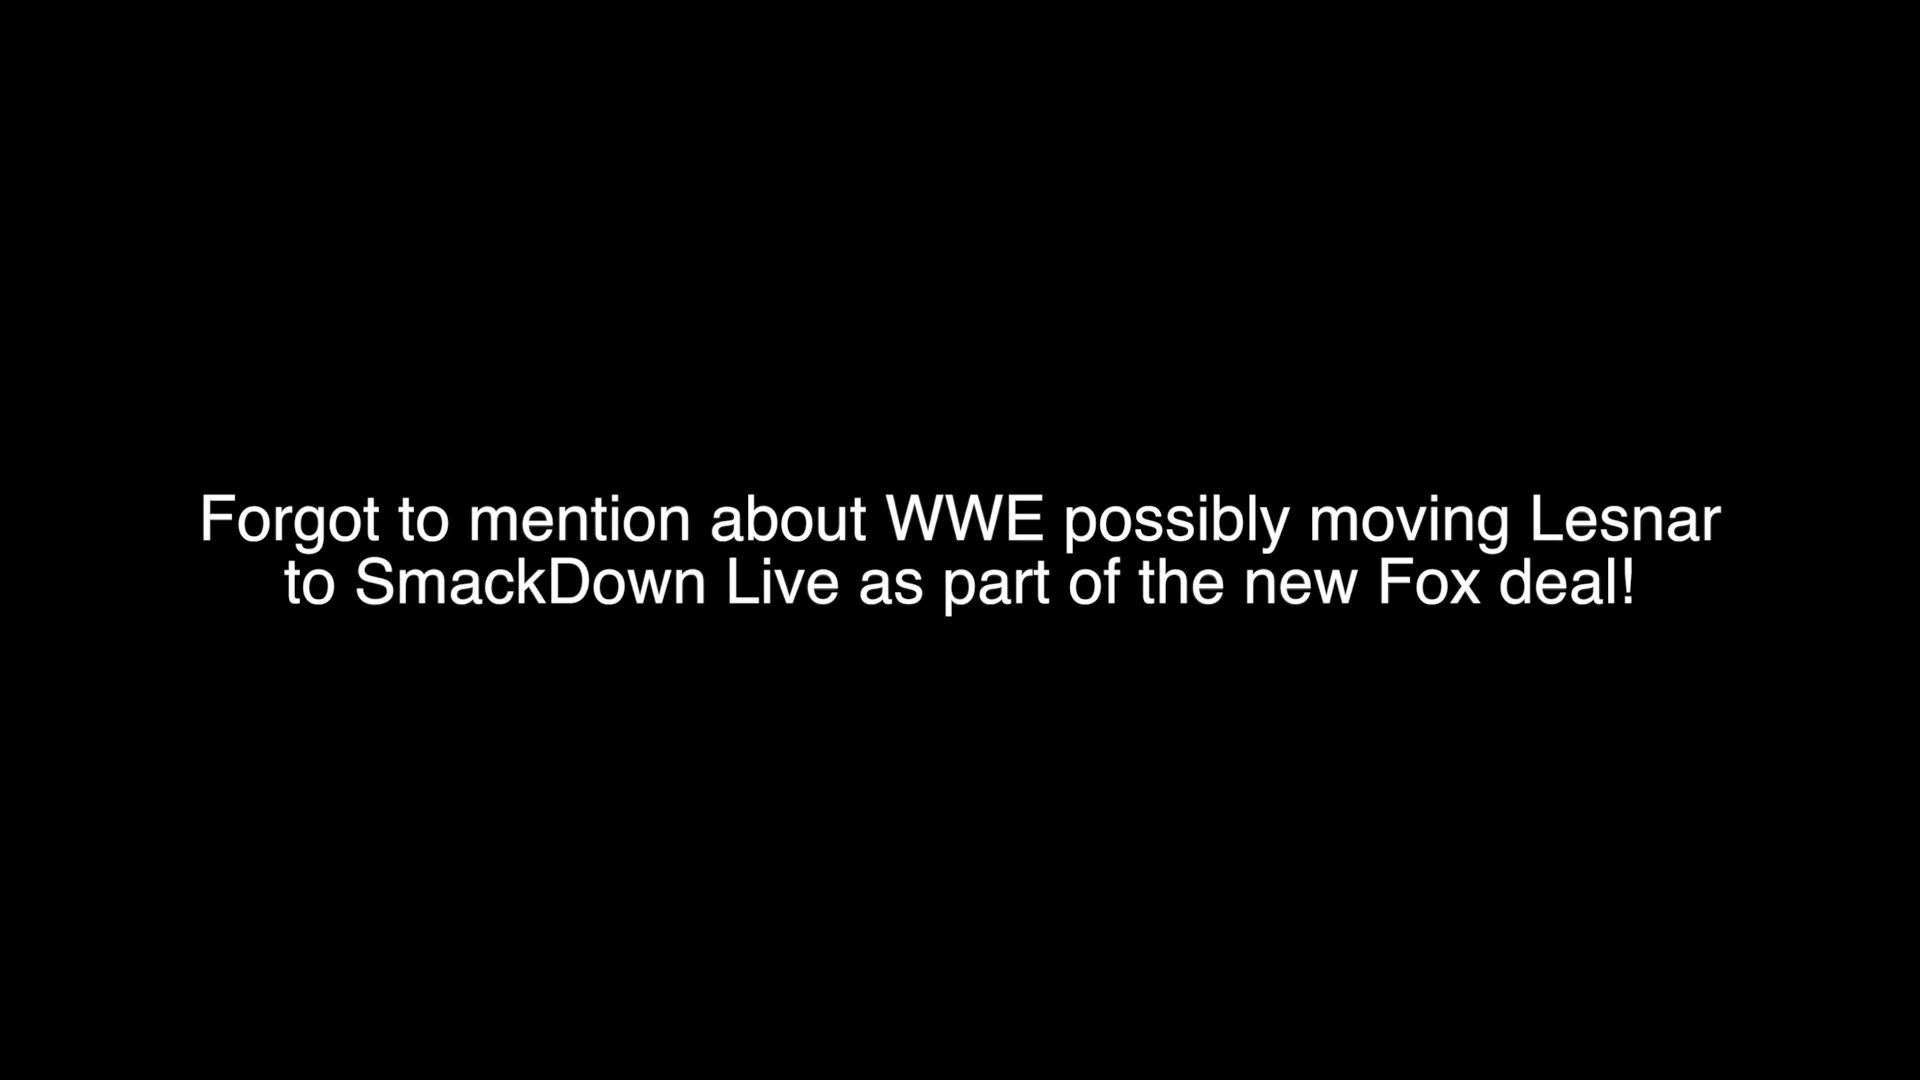 Forgot to mention about WWE possibly moving Lesnar
to SmackDown Live as part of the new Fox deal!